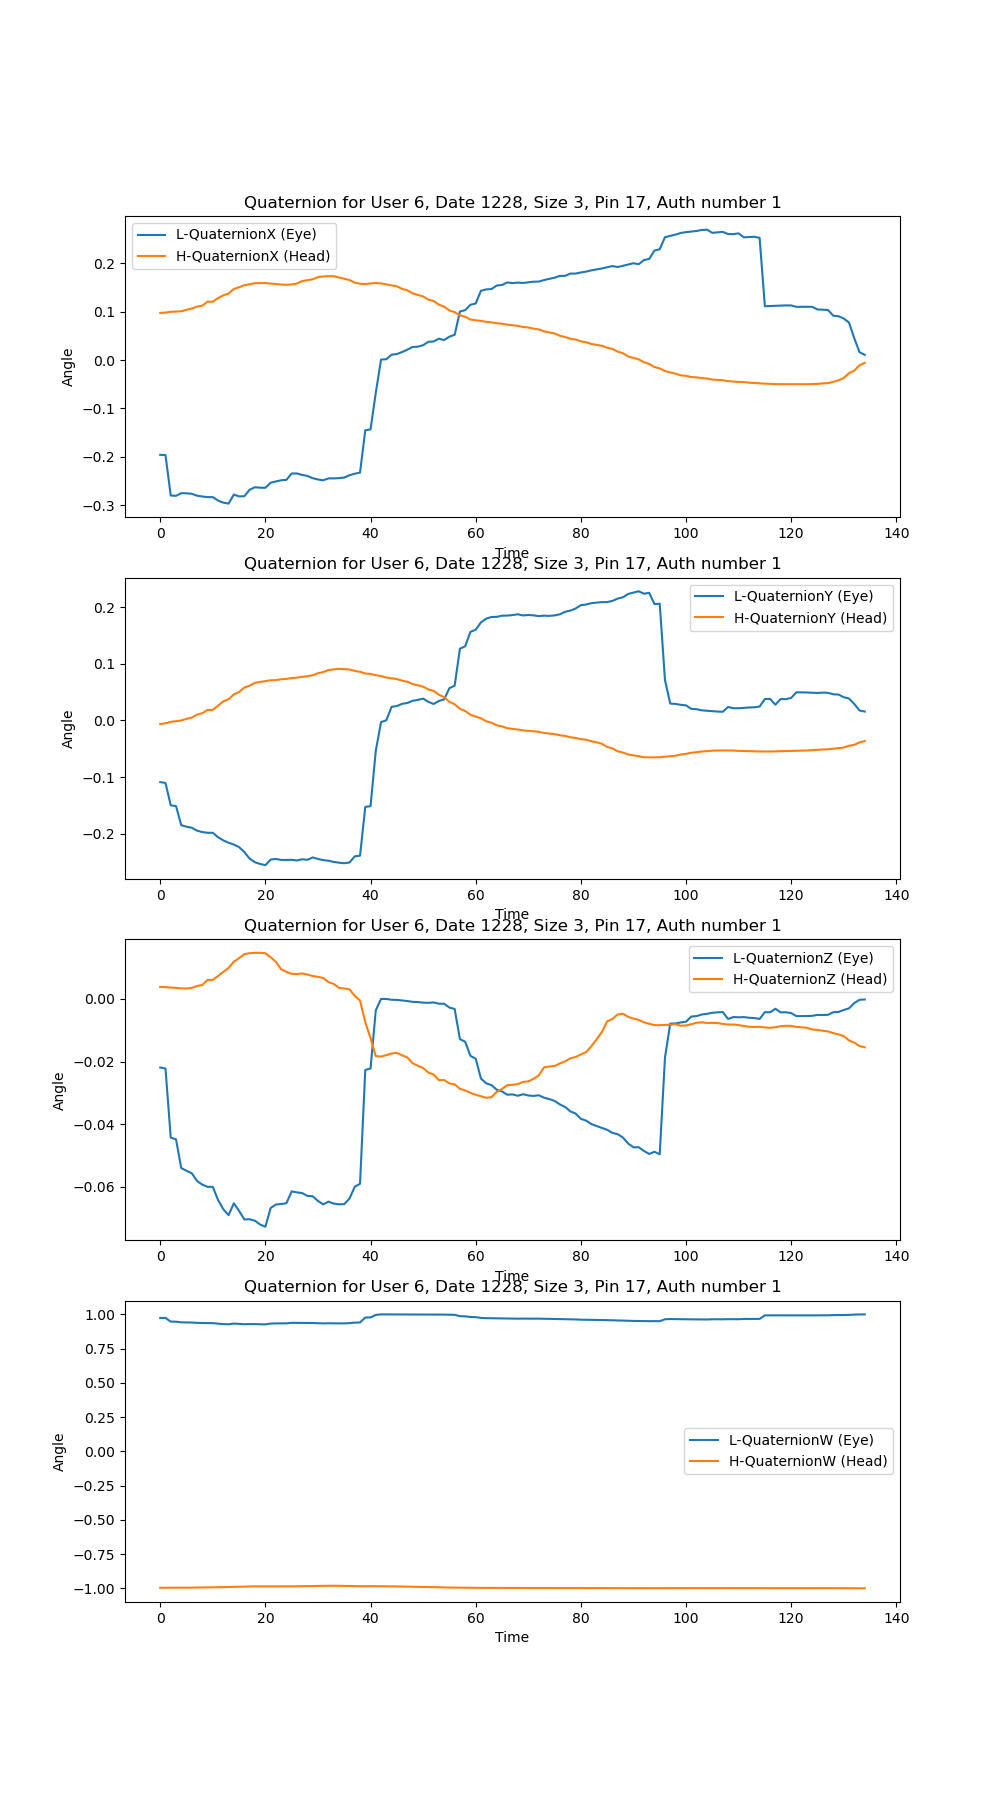 Quaternion for User 6, Date 1228, Size 3, Pin 17, Auth number 1
L-QuaternionX (Eye)
H-QuaternionX (Head)
0.2
0.1
0.0
−0.1
−0.2
−0.3
Angle
0 20 40 60 80 100 120 140
Time
Quaternion for User 6, Date 1228, Size 3, Pin 17, Auth number 1
L-QuaternionY (Eye)
H-QuaternionY (Head)
0.2
0.1
0.0
−0.1
−0.2
Angle
0 20 40 60 80 100 120 140
Time
Quaternion for User 6, Date 1228, Size 3, Pin 17, Auth number 1
L-QuaternionZ (Eye)
H-QuaternionZ (Head)
0.00
−0.02
−0.04
−0.06
Angle
0 20 40 60 80 100 120 140
Time
Quaternion for User 6, Date 1228, Size 3, Pin 17, Auth number 1
1.00
0.75
0.50
0.25
0.00
−0.25
−0.50
−0.75
−1.00
Angle
L-QuaternionW (Eye)
H-QuaternionW (Head)
0 20 40 60 80 100 120 140
Time